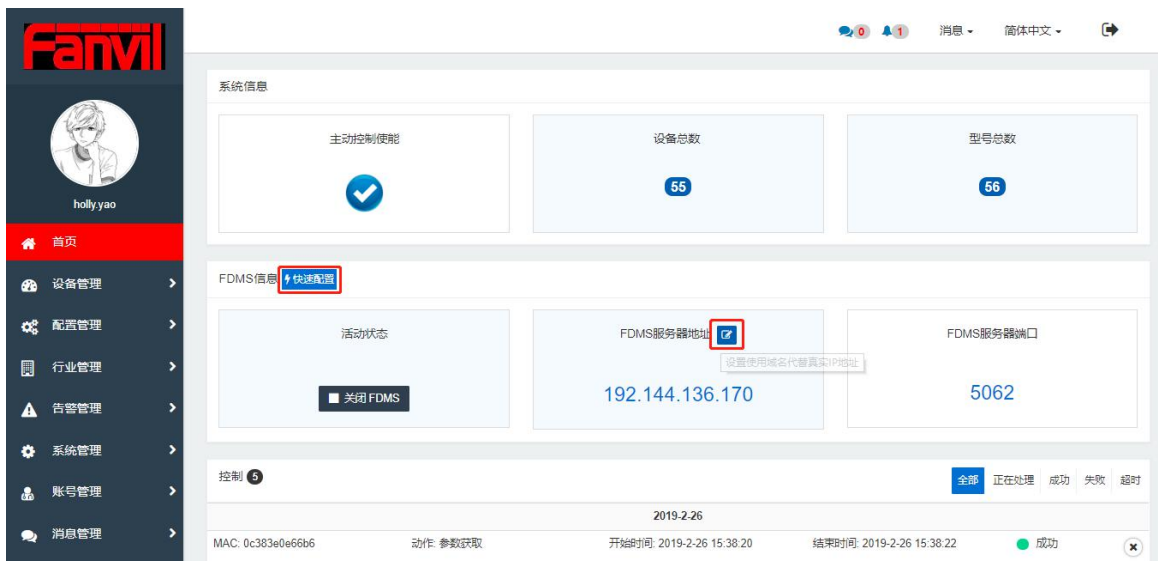 Fanvil
0 1 消息 简体中文
holly.yao
首页
设备管理
配置管理
行业管理
告警管理
系统管理
账号管理
消息管理
系统信息
主动控制使能 设备总数 型号总数
55 56
FDMS信息 快速配置
活动状态 FDMS服务器地址 FDMS服务器端口
设置使用域名代替真实IP地址
关闭 FDMS 192.144.136.170 5062
控制 5 全部 正在处理 成功 失败 超时
2019-2-26
MAC: 0c383e0e66b6 动作: 参数获取 开始时间: 2019-2-26 15:38:20 结束时间: 2019-2-26 15:38:22 成功